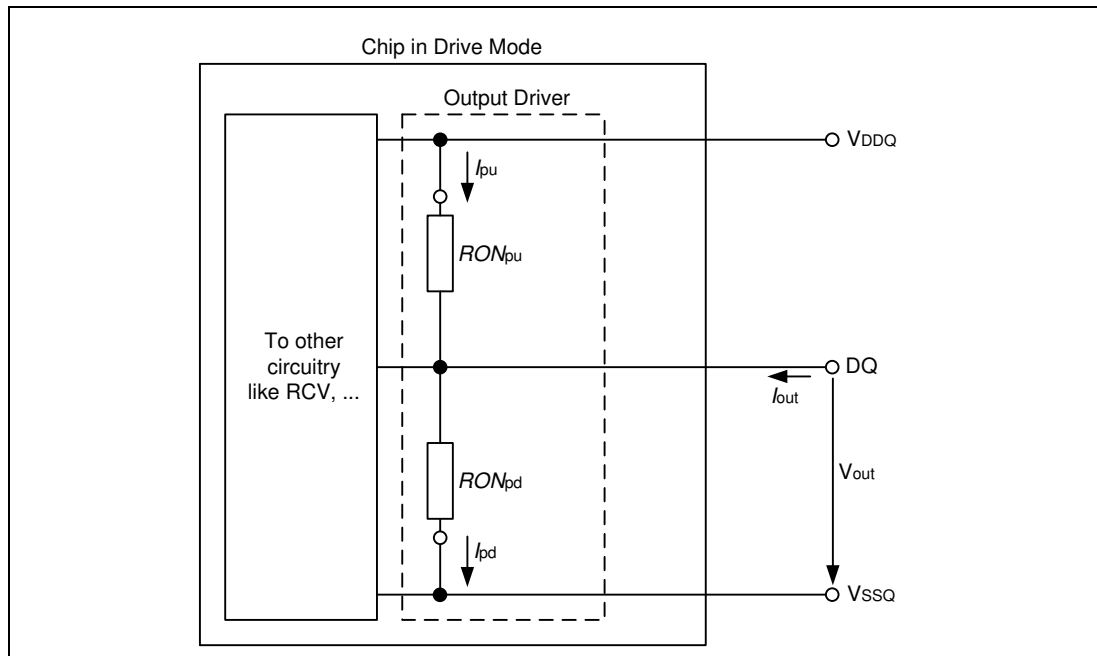 Chip in Drive Mode
Output Driver
VDDQ
Ipu
RONpu
To other
circuitry
like RCV, ...
DQ
Iout
RONpd
Vout
Ipd
VSSQ